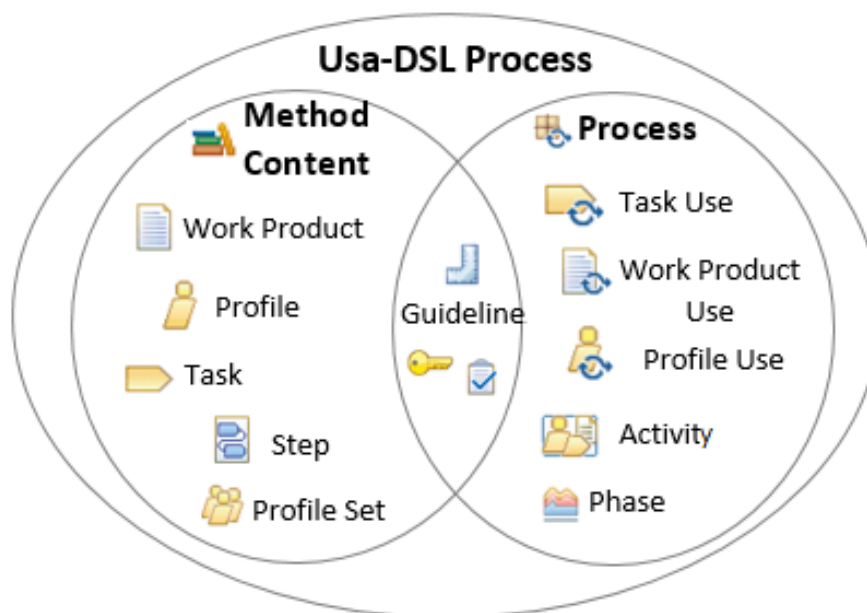 Usa-DSL Process
Method
Content
Work Product
Profile
Task
Step
Profile Set
Guideline
Process
Task Use
Work Product
Use
Profile Use
Activity
Phase